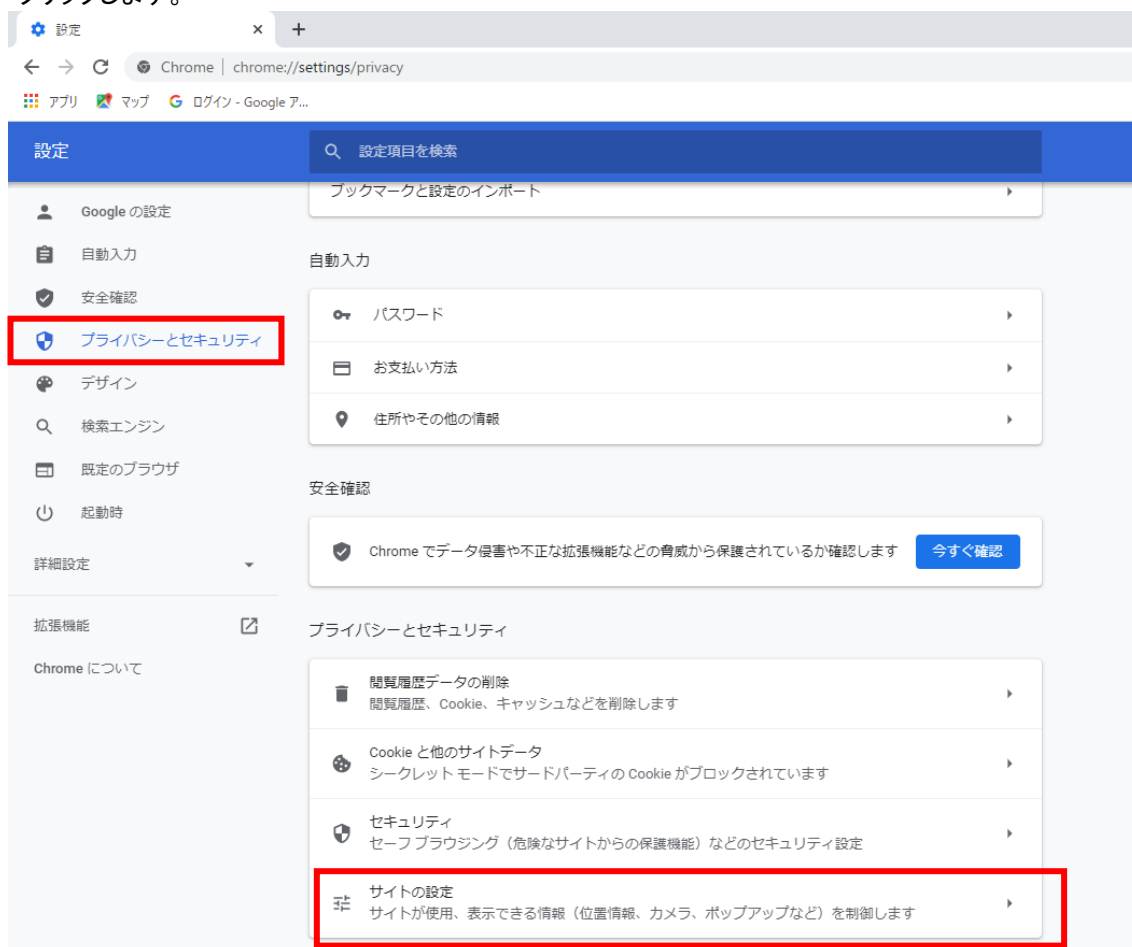 クリックします。
設定
Chrome | chrome://settings/privacy
アプリ マップ ログイン - Google ア...
設定
設定項目を検索
Google の設定
自動入力
安全確認
プライバシーとセキュリティ
デザイン
検索エンジン
既定のブラウザ
起動時
詳細設定
拡張機能
Chrome について
ブックマークと設定のインポート
自動入力
パスワード
お支払い方法
住所やその他の情報
安全確認
Chrome でデータ侵害や不正な拡張機能などの脅威から保護されているか確認します 今すぐ確認
プライバシーとセキュリティ
閲覧履歴データの削除
閲覧履歴、Cookie、キャッシュなどを削除します
Cookie と他のサイトデータ
シークレット モードでサードパーティの Cookie がブロックされています
セキュリティ
セーフ ブラウジング（危険なサイトからの保護機能）などのセキュリティ設定
サイトの設定
サイトが使用、表示できる情報（位置情報、カメラ、ポップアップなど）を制御します